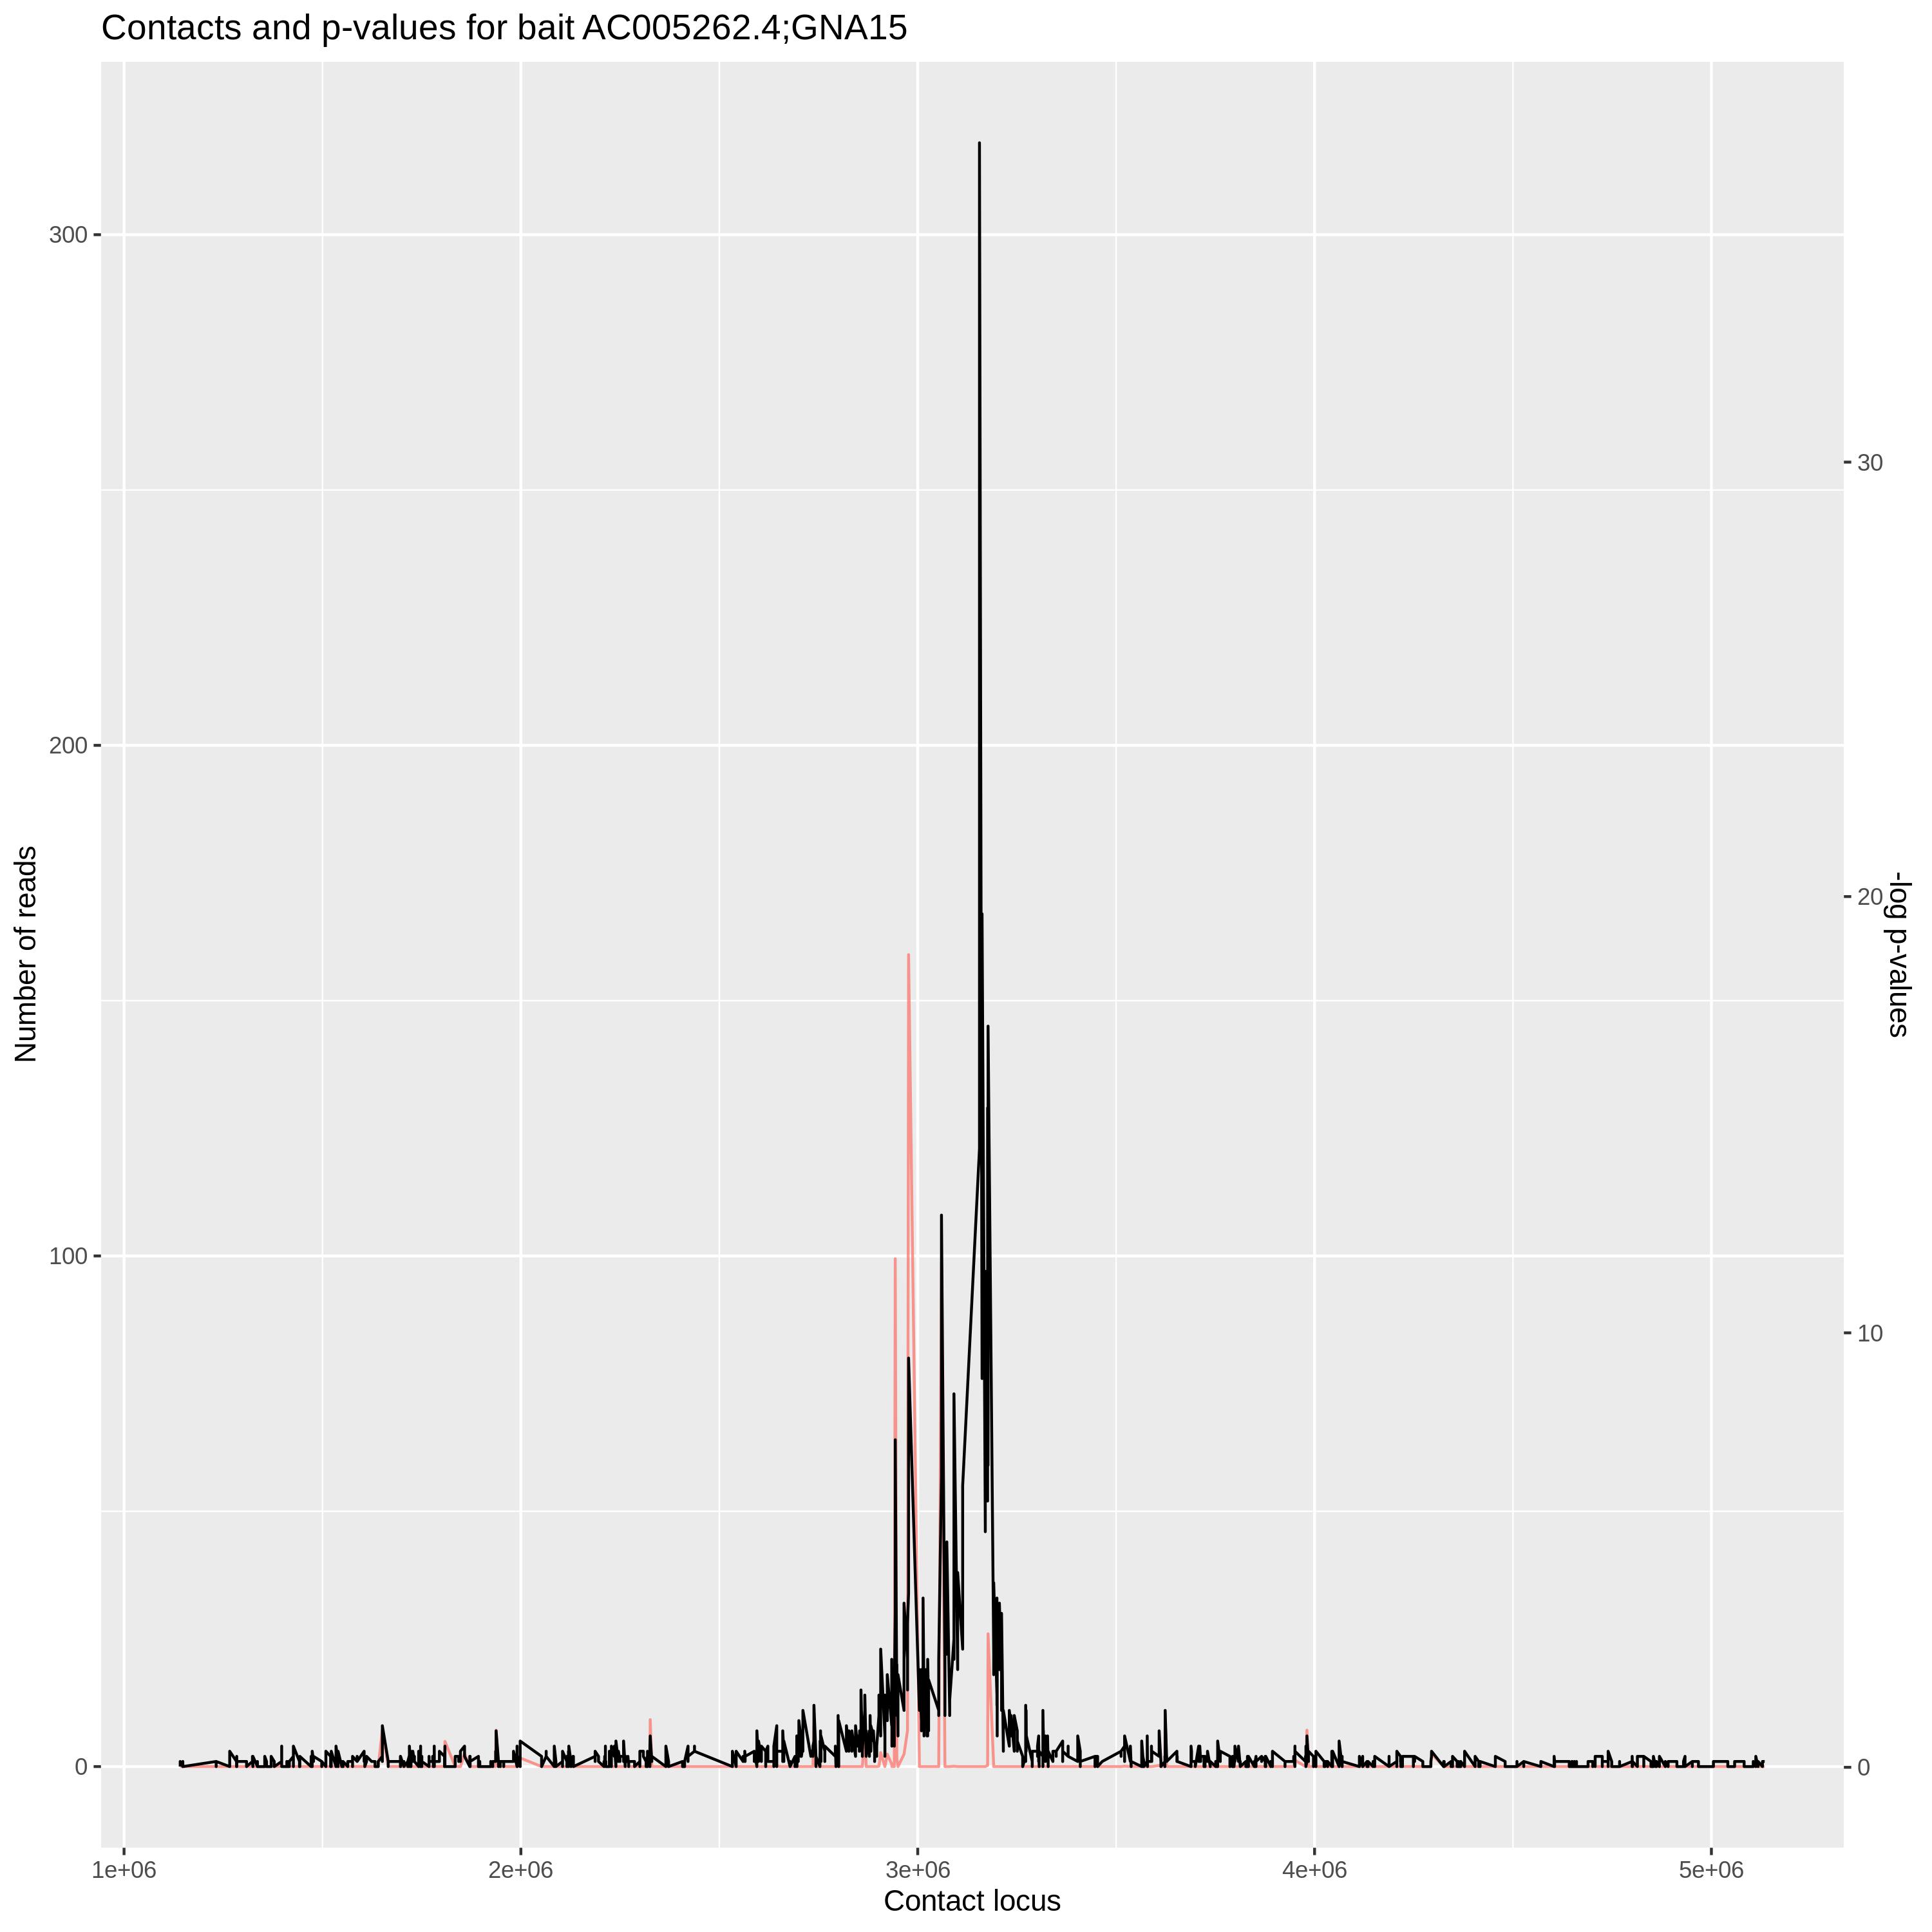 Contacts and p-values for bait AC005262.4;GNA15
300
200
100
0
Number of reads
30
20
10
0
-log p-values
1e+06 2e+06 3e+06 4e+06 5e+06
Contact locus